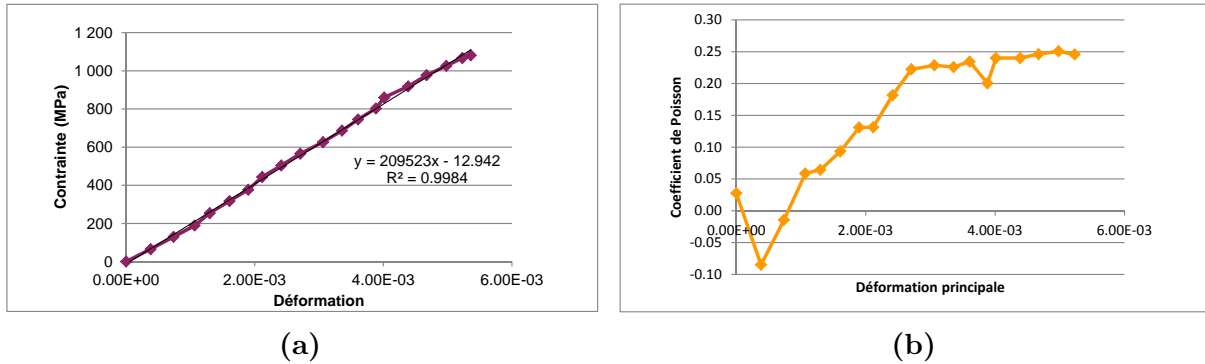 1 200
1 000
800
600
400
200
0
Contrainte (MPa)
y = 209523x - 12.942
R² = 0.9984
0.00E+00 2.00E-03 4.00E-03 6.00E-03
Déformation
(a)
0.30
0.25
0.20
0.15
0.10
0.05
0.00
-0.05
-0.10
Coefficient de Poisson
0.00E+00 2.00E-03 4.00E-03 6.00E-03
Déformation principale
(b)